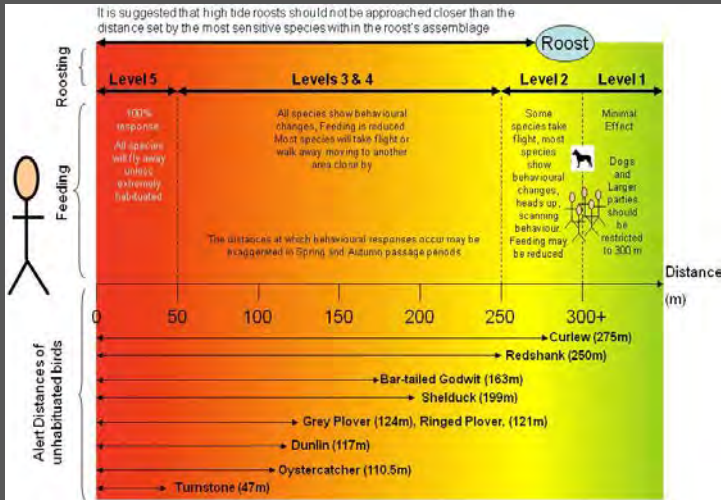 It is suggested that high tide roosts should not be approached closer than the
distance set by the most sensitive species within the roost's assemblage
Roost
Roosting
Level 5
Levels 3 & 4
Level 2
Level 1
Feeding
100%
response.
All species
will fly away
unless
extremely
habituated
All species show behavioural
changes, Feeding is reduced.
Most species will take flight or
walk away, moving to another
area close by.
The distances at which behavioural responses occur may be
exaggerated in Spring and Autumn passage periods
Some
species take
flight, most
species
show
behavioural
changes,
heads up,
scanning
behaviour.
Feeding may
be reduced
Minimal
Effect
Dogs
and
Larger
parties
should
be
restricted
to 300 m
Distance
(m)
0 50 100 150 200 250 300+
Alert Distances of
unhabituated birds
Curlew (275m)
Redshank (250m)
Bar-tailed Godwit (163m)
Shelduck (199m)
Grey Plover (124m), Ringed Plover, (121m)
Dunlin (117m)
Oystercatcher (110.5m)
Turnstone (47m)